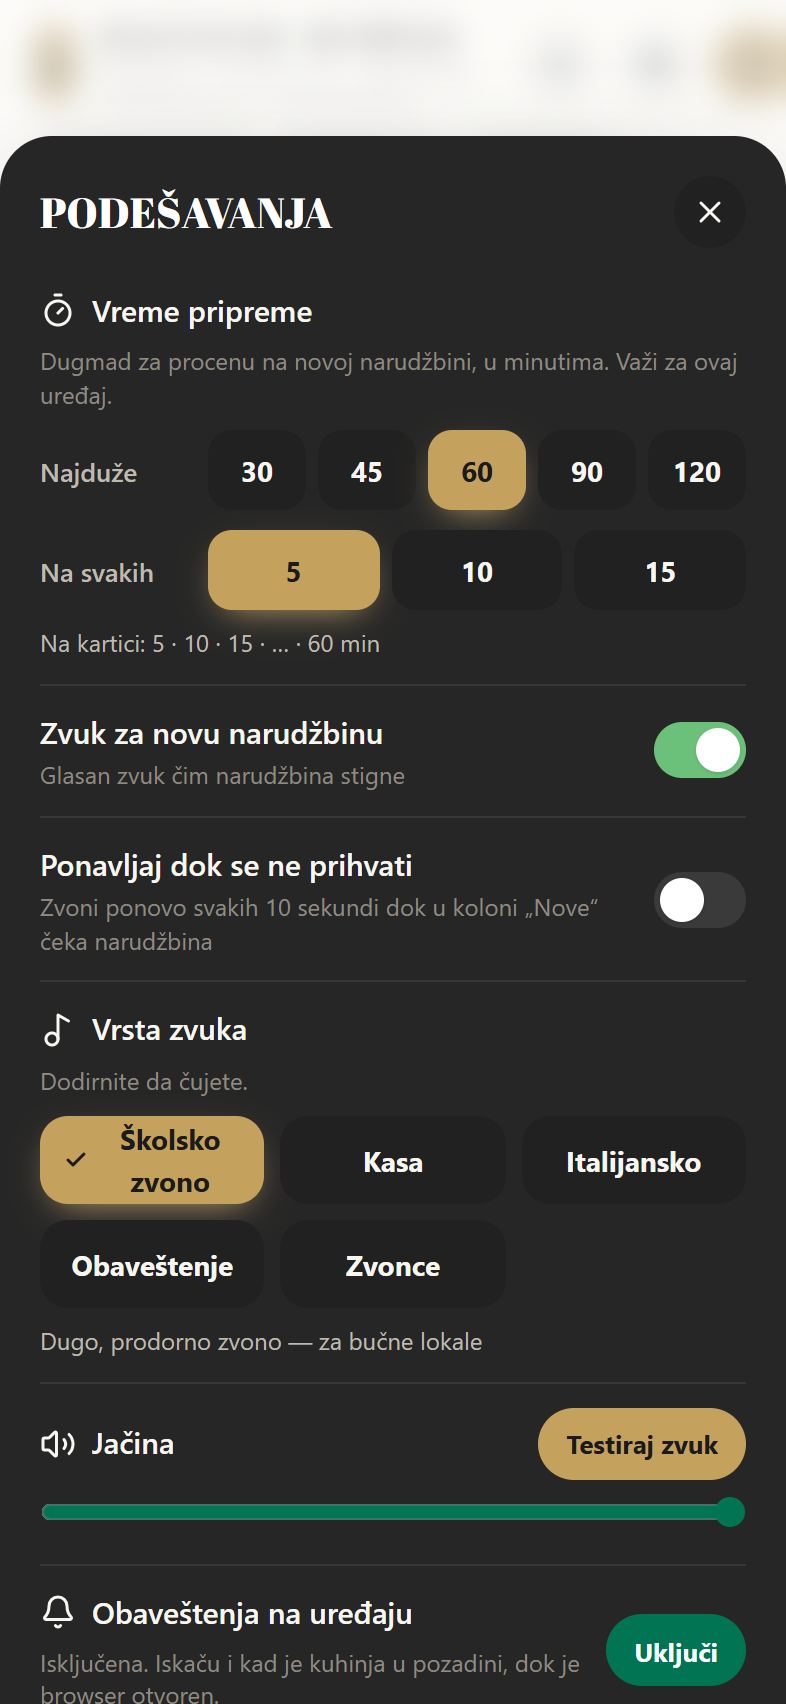 PODEŠAVANJA
Vreme pripreme
Dugmad za procenu na novoj narudžbini, u minutima. Važi za ovaj
uređaj.
Najduže 30 45 60 90 120
Na svakih 5 10 15
Na kartici: 5 · 10 · 15 · ... · 60 min
Zvuk za novu narudžbinu
Glasan zvuk čim narudžbina stigne
Ponavljaj dok se ne prihvati
Zvoni ponovo svakih 10 sekundi dok u koloni „Nove“
čeka narudžbina
Vrsta zvuka
Dodirnite da čujete.
Školsko
zvono
Kasa
Italijansko
Obaveštenje
Zvonce
Dugo, prodorno zvono — za bučne lokale
Jačina
Testiraj zvuk
Obaveštenja na uređaju
Isključena. Iskaču i kad je kuhinja u pozadini, dok je
browser otvoren.
Uključi